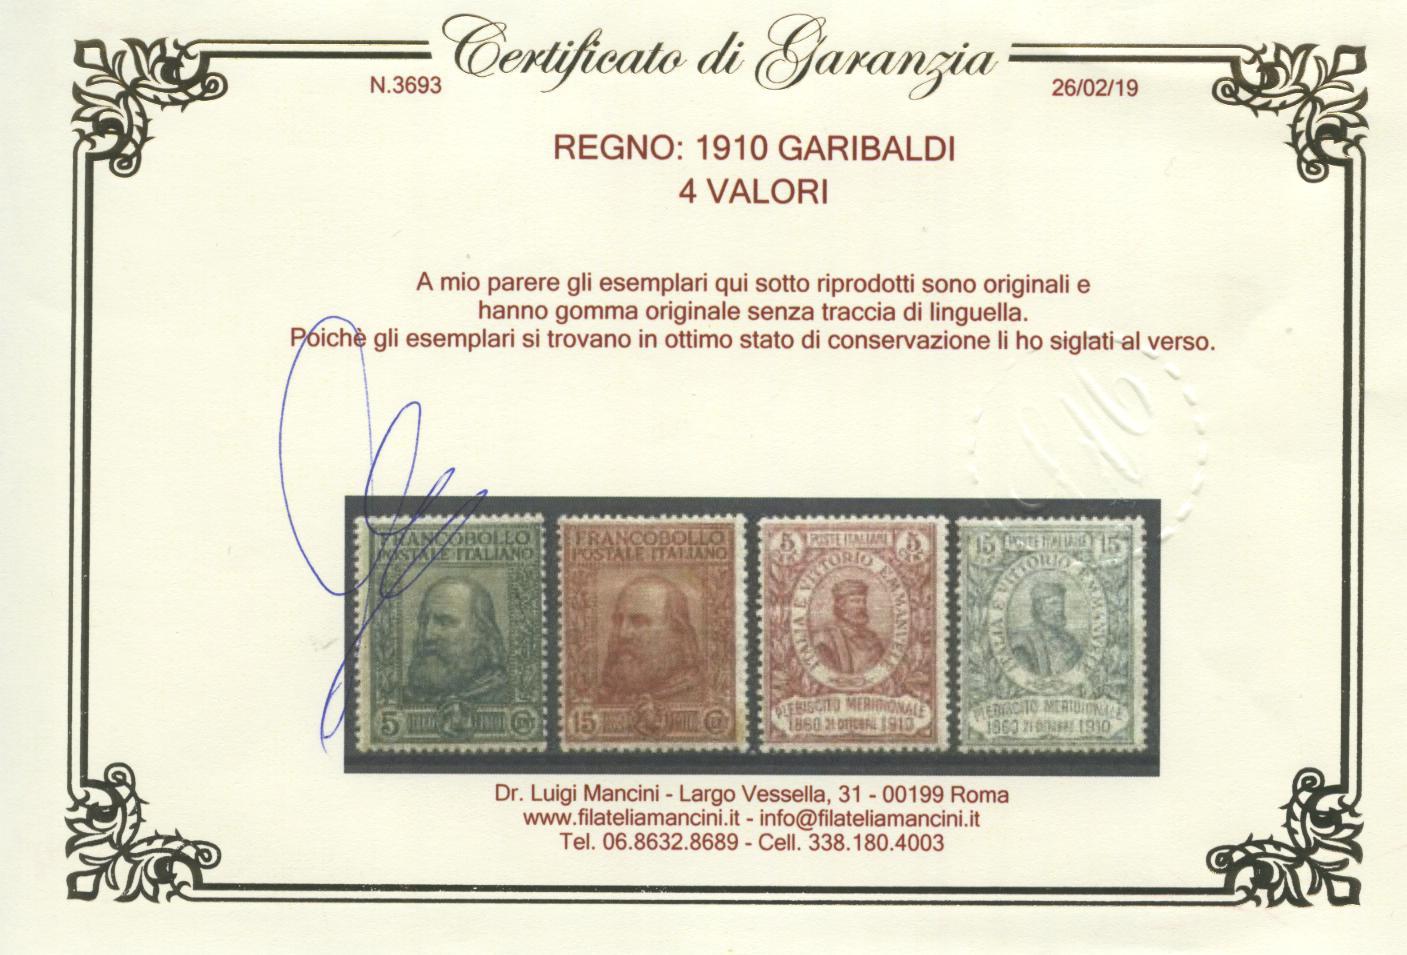 Certificato di Garanzia
N.3693
26/02/19
REGNO: 1910 GARIBALDI
4 VALORI
A mio parere gli esemplari qui sotto riprodotti sono originali e
hanno gomma originale senza traccia di linguella.
Poichè gli esemplari si trovano in ottimo stato di conservazione li ho siglati al verso.
FRANCOBOLLO
POSTALE ITALIANO
5
FRANCOBOLLO
POSTALE ITALIANO
15
5 POSTE ITALIANE 5
ITALIA E VITTORIO EMMANUELE
PLEBISCITO MERIDIONALE
1860 21 OTTOBRE 1910
15 POSTE ITALIANE 15
ITALIA E VITTORIO EMMANUELE
PLEBISCITO MERIDIONALE
1860 21 OTTOBRE 1910
Dr. Luigi Mancini - Largo Vessella, 31 - 00199 Roma
www.filateliamancini.it - info@filateliamancini.it
Tel. 06.8632.8689 - Cell. 338.180.4003